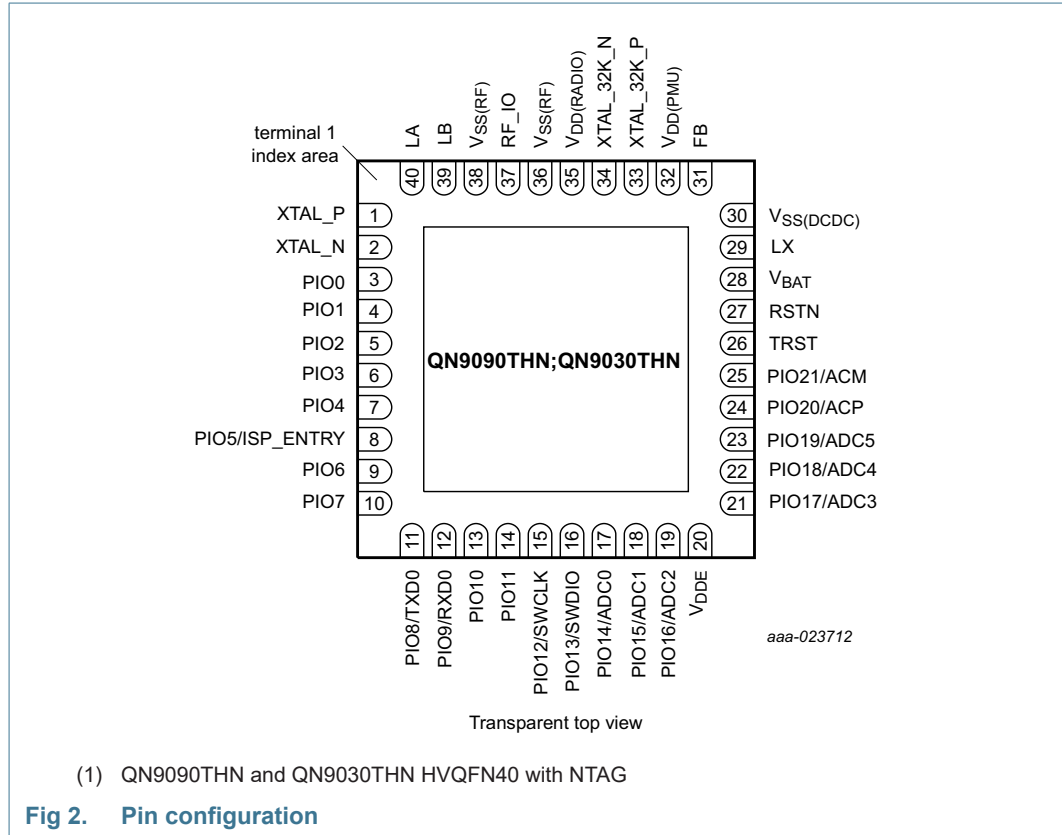 terminal 1
index area
LA
LB
VSS(RF)
RF_IO
VSS(RF)
VDD(RADIO)
XTAL_32K_N
XTAL_32K_P
VDD(PMU)
FB
40
39
38
37
36
35
34
33
32
31
XTAL_P 1
XTAL_N 2
PIO0 3
PIO1 4
PIO2 5
PIO3 6
PIO4 7
PIO5/ISP_ENTRY 8
PIO6 9
PIO7 10
QN9090THN;QN9030THN
30 VSS(DCDC)
29 LX
28 VBAT
27 RSTN
26 TRST
25 PIO21/ACM
24 PIO20/ACP
23 PIO19/ADC5
22 PIO18/ADC4
21 PIO17/ADC3
11
12
13
14
15
16
17
18
19
20
PIO8/TXD0
PIO9/RXD0
PIO10
PIO11
PIO12/SWCLK
PIO13/SWDIO
PIO14/ADC0
PIO15/ADC1
PIO16/ADC2
VDDE
aaa-023712
Transparent top view
(1) QN9090THN and QN9030THN HVQFN40 with NTAG
Fig 2. Pin configuration